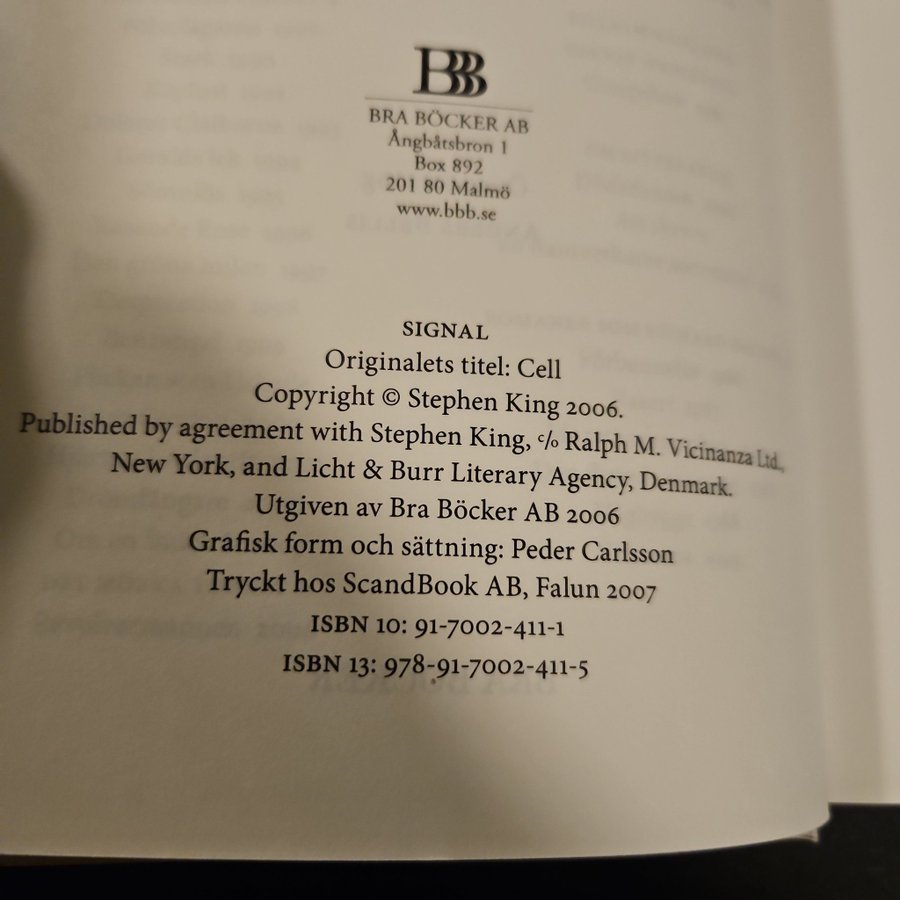 BBB
BRA BÖCKER AB
Ångbåtsbron 1
Box 892
201 80 Malmö
www.bbb.se
SIGNAL
Originalets titel: Cell
Copyright © Stephen King 2006.
Published by agreement with Stephen King, c/o Ralph M. Vicinanza Ltd.,
New York, and Licht & Burr Literary Agency, Denmark.
Utgiven av Bra Böcker AB 2006
Grafisk form och sättning: Peder Carlsson
Tryckt hos ScandBook AB, Falun 2007
ISBN 10: 91-7002-411-1
ISBN 13: 978-91-7002-411-5